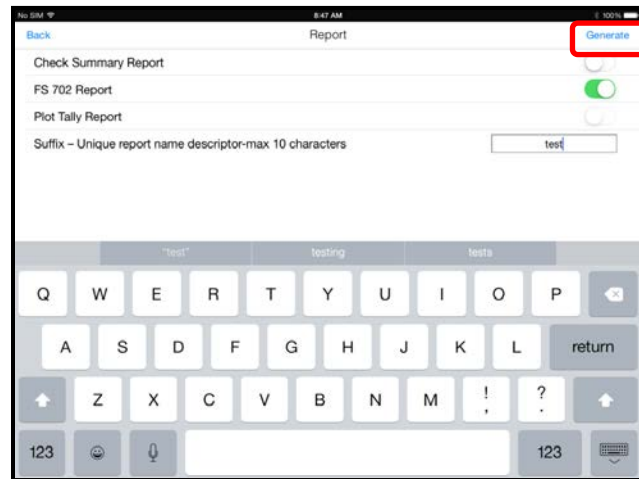 No SIM 8:47 AM 100%
Back Report Generate
Check Summary Report
FS 702 Report
Plot Tally Report
Suffix – Unique report name descriptor-max 10 characters test
"test" testing tests
Q W E R T Y U I O P
A S D F G H J K L return
Z X C V B N M ! , ? .
123 123